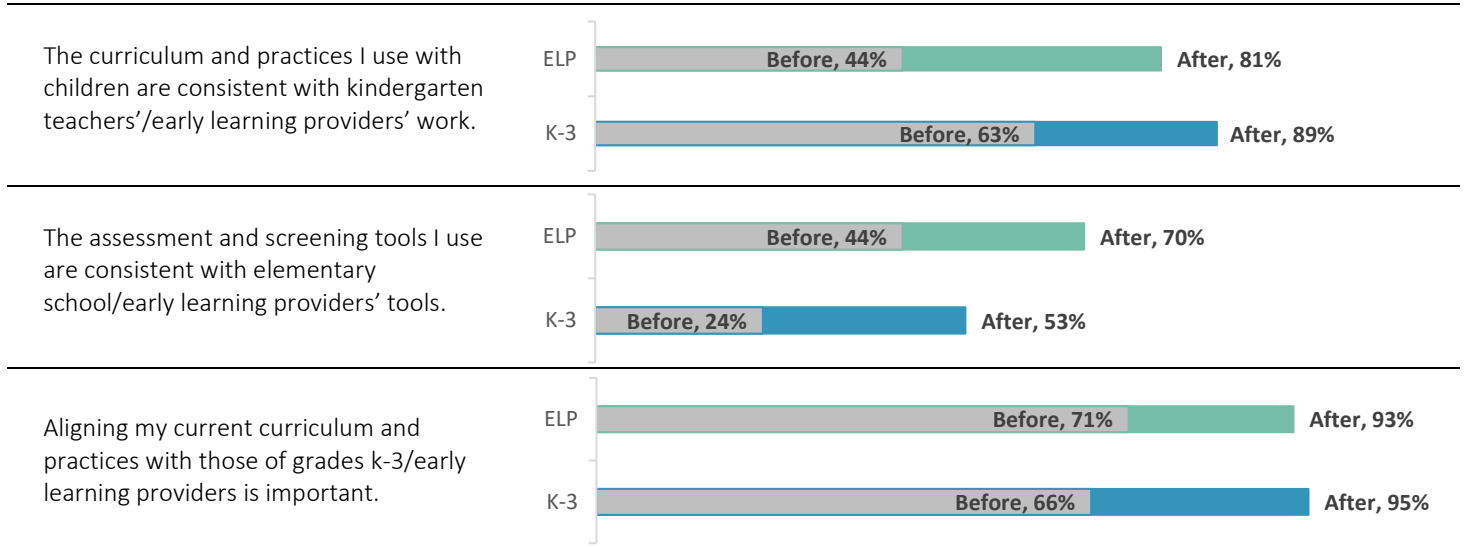 The curriculum and practices I use with
children are consistent with kindergarten
teachers’/early learning providers’ work.
ELP
Before, 44%
After, 81%
K-3
Before, 63%
After, 89%
The assessment and screening tools I use
are consistent with elementary
school/early learning providers’ tools.
ELP
Before, 44%
After, 70%
K-3
Before, 24%
After, 53%
Aligning my current curriculum and
practices with those of grades k-3/early
learning providers is important.
ELP
Before, 71%
After, 93%
K-3
Before, 66%
After, 95%